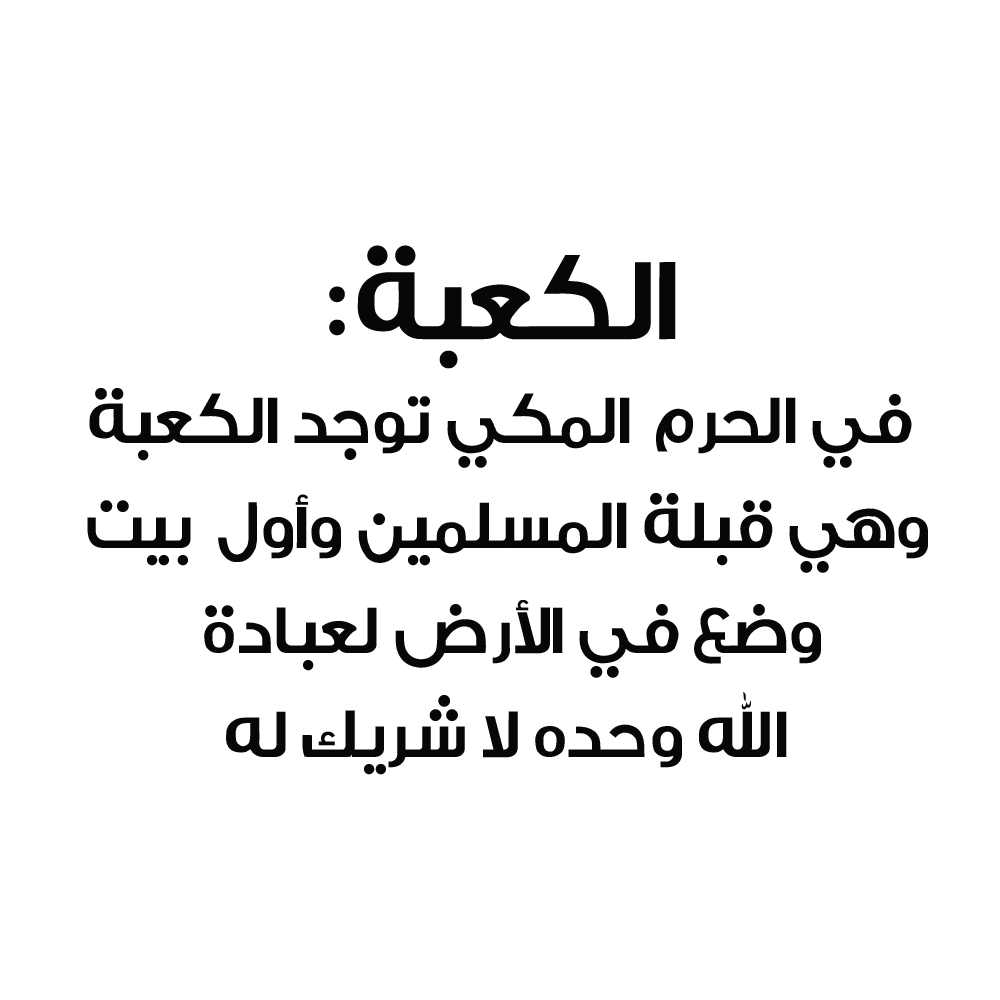 الكعبة:
في الحرم المكي توجد الكعبة
وهي قبلة المسلمين وأول بيت
وضع في الأرض لعبادة
الله وحده لا شريك له